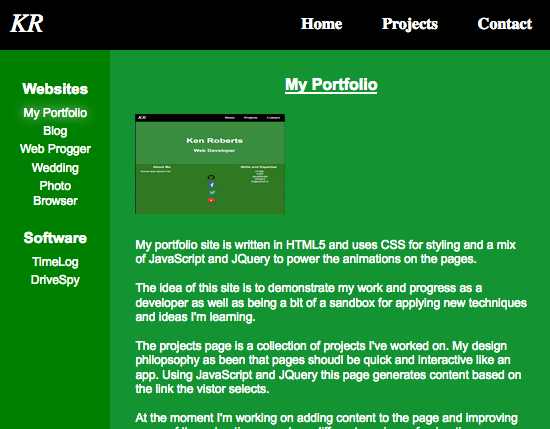 KR
Home Projects Contact
Websites
My Portfolio
Blog
Web Progger
Wedding
Photo
Browser
Software
TimeLog
DriveSpy
My Portfolio
KR
Home Projects Contact
Ken Roberts
Web Developer
About Me
Skills and Expertise
My portfolio site is written in HTML5 and uses CSS for styling and a mix
of JavaScript and JQuery to power the animations on the pages.
The idea of this site is to demonstrate my work and progress as a
developer as well as being a bit of a sandbox for applying new techniques
and ideas I'm learning.
The projects page is a collection of projects I've worked on. My design
philopsophy as been that pages shoudl be quick and interactive like an
app. Using JavaScript and JQuery this page generates content based on
the link the vistor selects.
At the moment I'm working on adding content to the page and improving